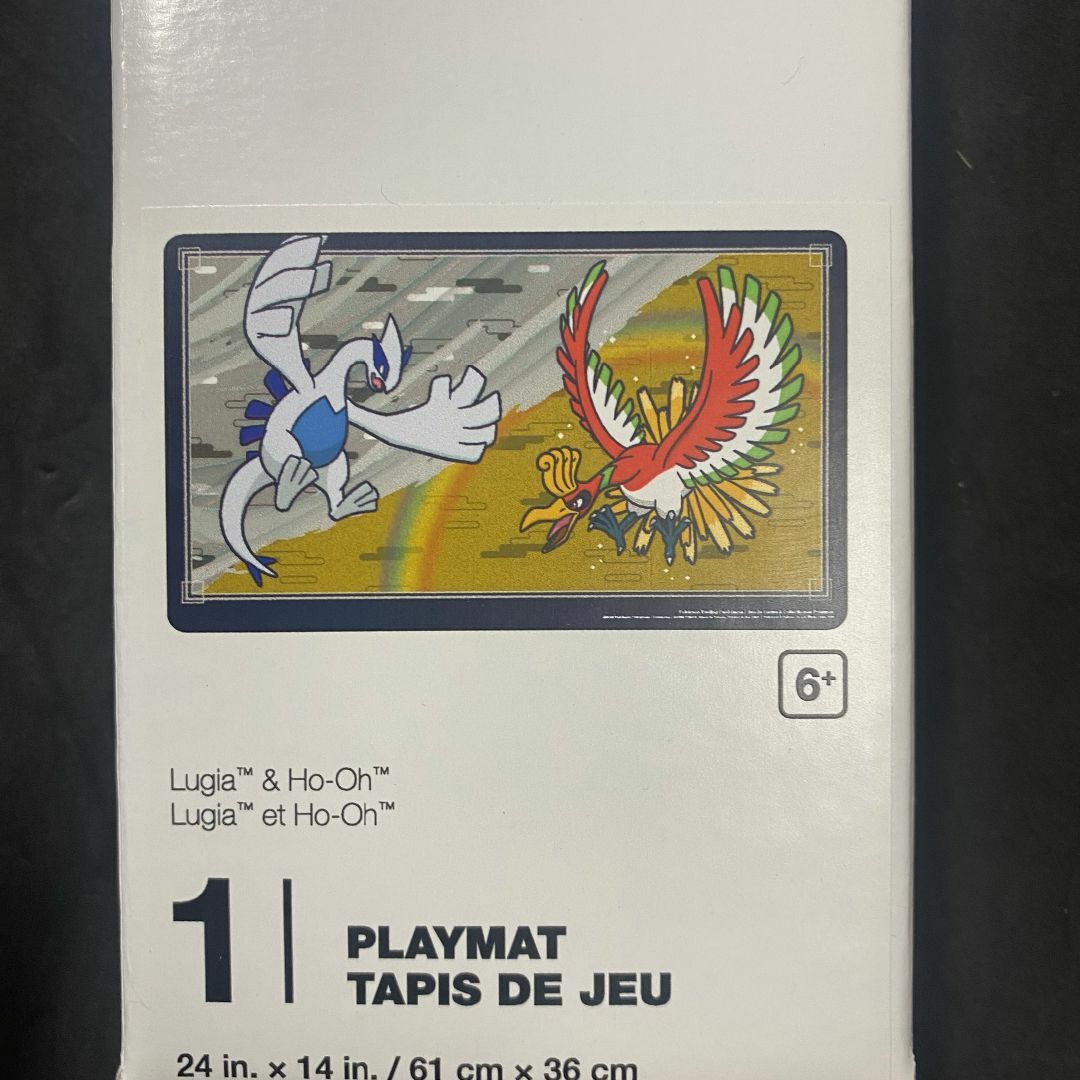 6+
Lugia™ & Ho-Oh™
Lugia™ et Ho-Oh™
1
PLAYMAT
TAPIS DE JEU
24 in. x 14 in. / 61 cm x 36 cm